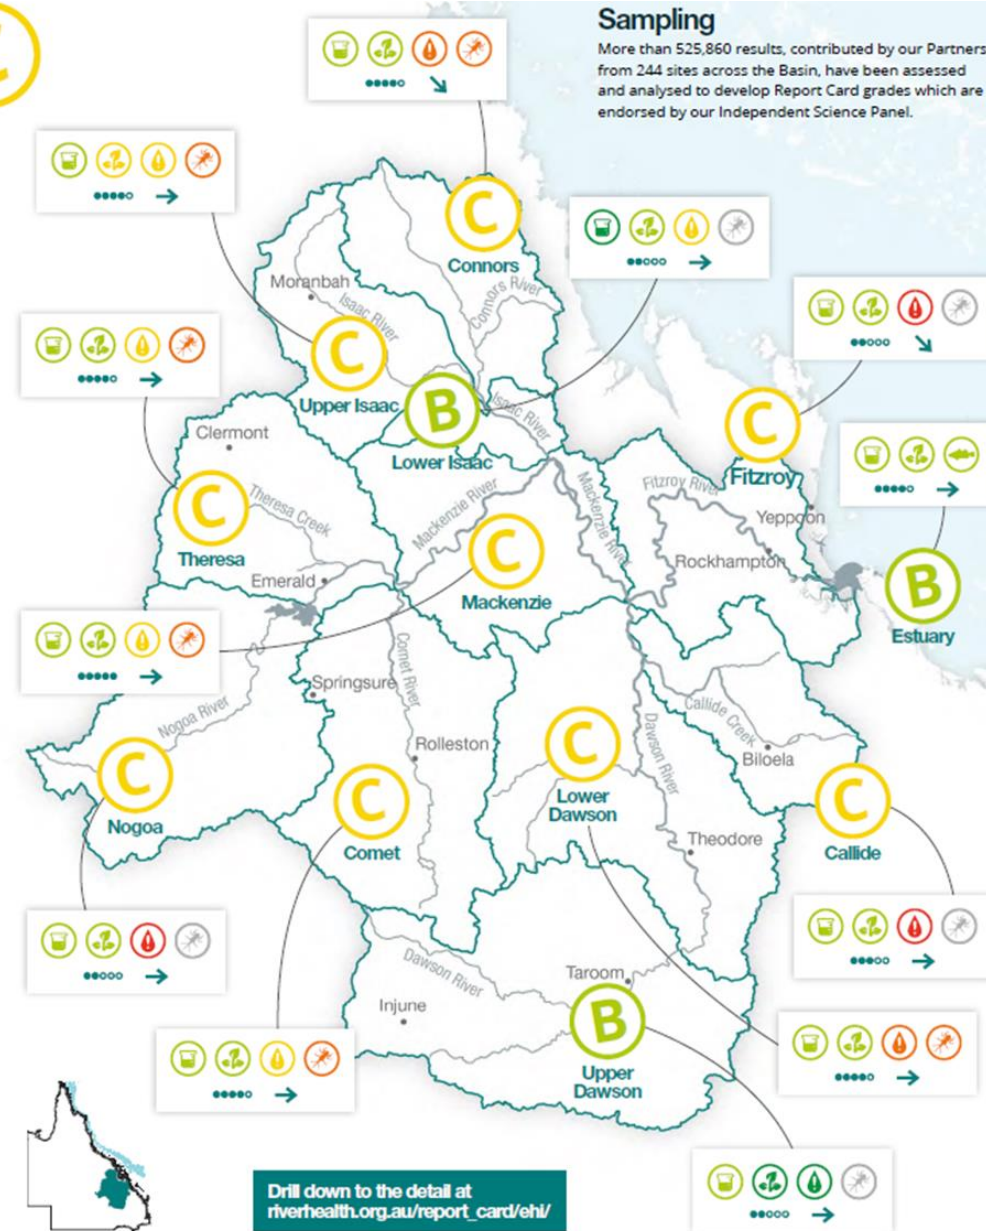 C
Sampling
More than 525,860 results, contributed by our Partners
from 244 sites across the Basin, have been assessed
and analysed to develop Report Card grades which are
endorsed by our Independent Science Panel.
C
Connors
Moranbah
Isaac River
Connors River
C
Upper Isaac
B
Lower Isaac
Isaac River
C
Fitzroy
Clermont
C
Theresa
Theresa Creek
Mackenzie River
Mackenzie River
Fitzroy River
Yeppoon
Rockhampton
Emerald
C
Mackenzie
B
Estuary
Springsure
Comet River
Nogoa River
Rolleston
Callide Creek
Biloela
Dawson River
C
Nogoa
C
Comet
C
Lower
Dawson
C
Callide
Theodore
Dawson River
Taroom
Injune
B
Upper
Dawson
Drill down to the detail at
riverhealth.org.au/report_card/ehi/